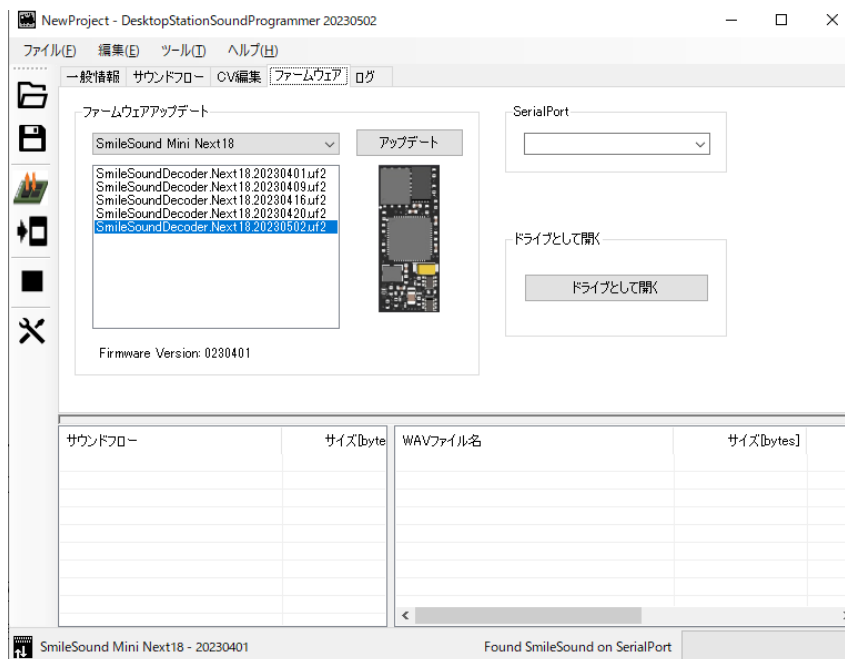 NewProject - DesktopStationSoundProgrammer 20230502
ファイル(F) 編集(E) ツール(T) ヘルプ(H)
一般情報 サウンドフロー CV編集 ファームウェア ログ
ファームウェアアップデート
SmileSound Mini Next18
アップデート
SmileSoundDecoder.Next18.20230401.uf2
SmileSoundDecoder.Next18.20230409.uf2
SmileSoundDecoder.Next18.20230416.uf2
SmileSoundDecoder.Next18.20230420.uf2
SmileSoundDecoder.Next18.20230502.uf2
Firmware Version: 0230401
SerialPort
ドライブとして開く
ドライブとして開く
サウンドフロー サイズ[byte WAVファイル名 サイズ[bytes]
SmileSound Mini Next18 - 20230401 Found SmileSound on SerialPort